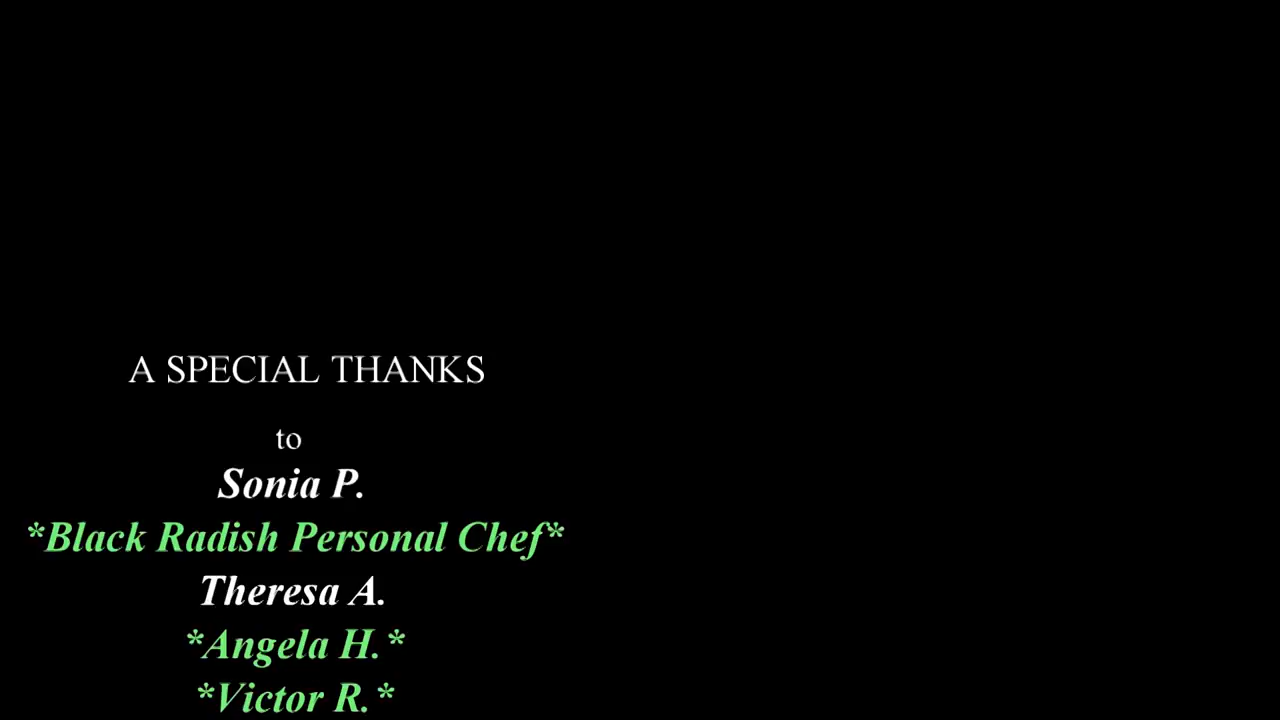 A SPECIAL THANKS
to
Sonia P.
*Black Radish Personal Chef*
Theresa A.
*Angela H.*
*Victor R.*